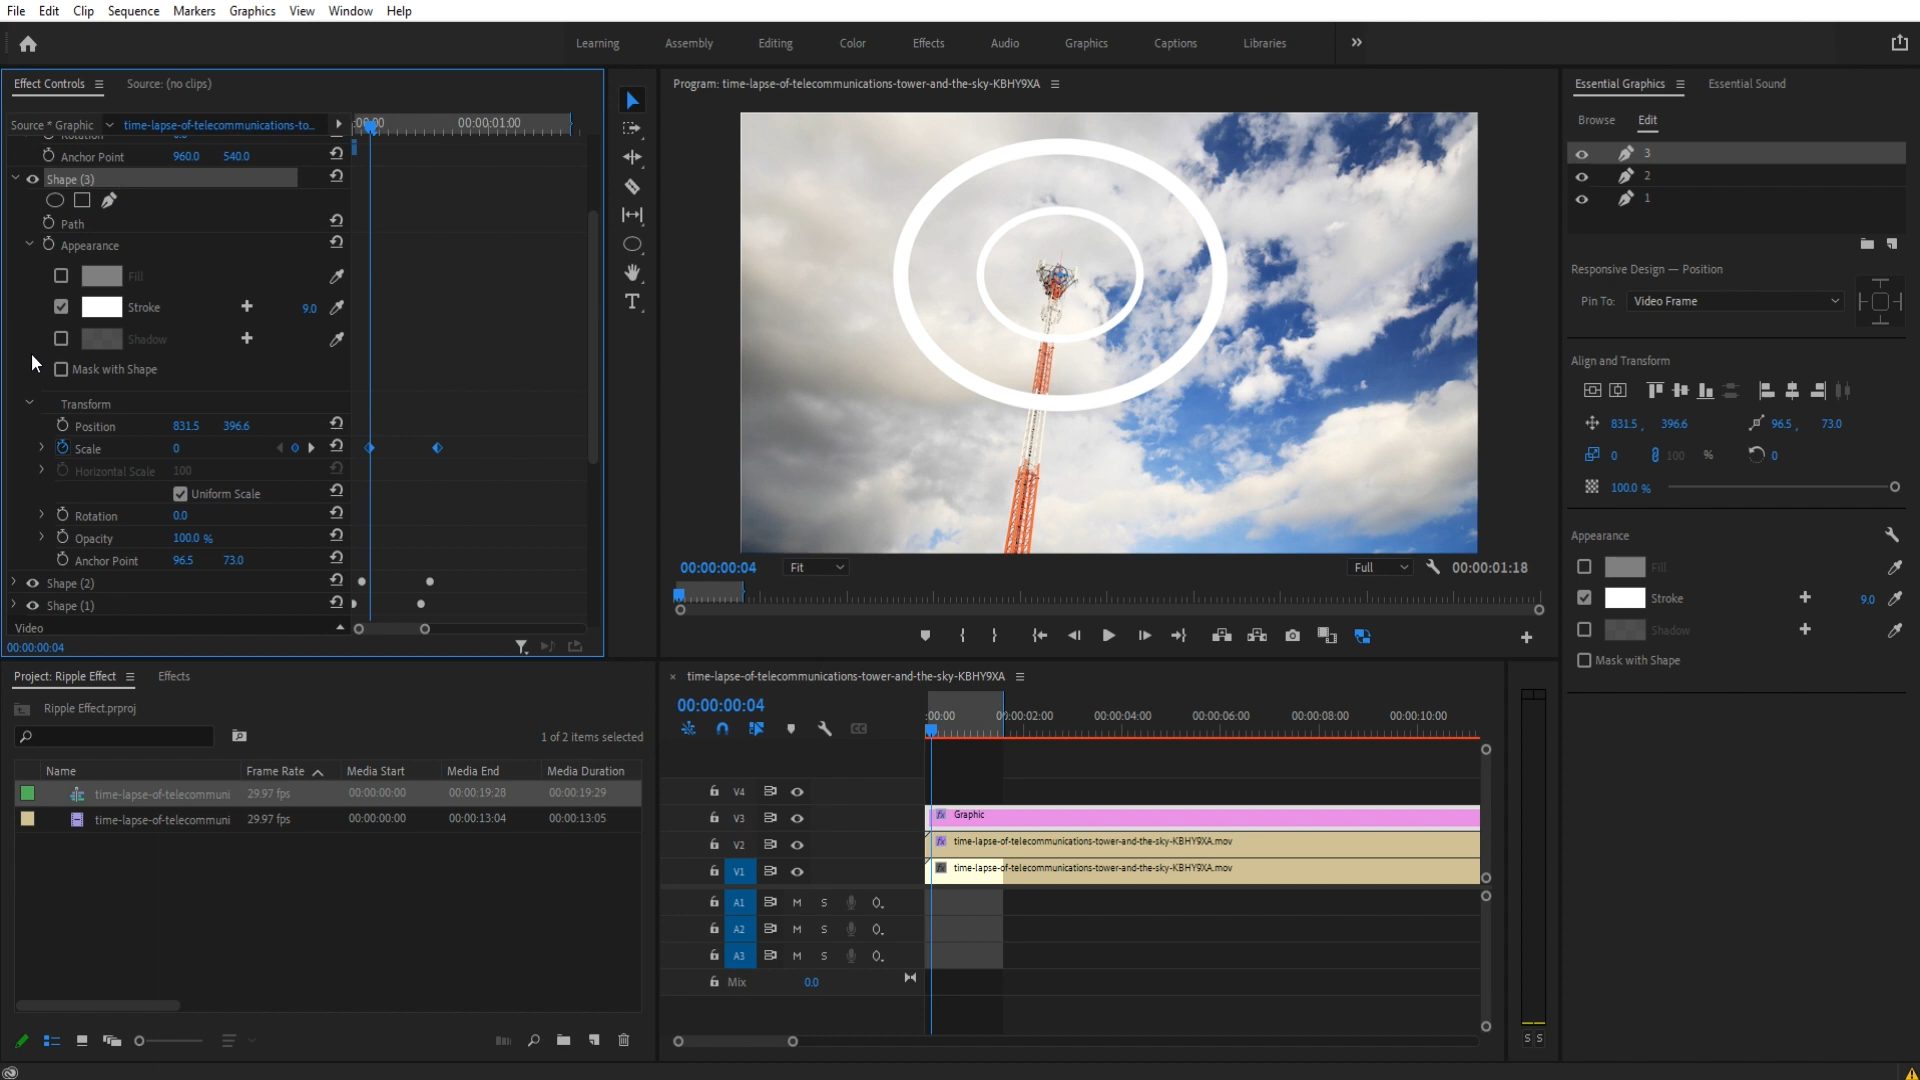 File Edit Clip Sequence Markers Graphics View Window Help
Learning Assembly Editing Color Effects Audio Graphics Captions Libraries
Effect Controls Source: (no clips)
Source * Graphic time-lapse-of-telecommunications-to... :00:00 00:00:01:00
Anchor Point 960.0 540.0
Shape (3)
Path
Appearance
Fill
Stroke 9.0
Shadow
Mask with Shape
Transform
Position 831.5 396.6
Scale 0
Horizontal Scale 100
Uniform Scale
Rotation 0.0
Opacity 100.0 %
Anchor Point 96.5 73.0
Shape (2)
Shape (1)
Video
00:00:00:04
Program: time-lapse-of-telecommunications-tower-and-the-sky-KBHY9XA
00:00:00:04 Fit Full 00:00:01:18
Essential Graphics Essential Sound
Browse Edit
3
2
1
Responsive Design — Position
Pin To: Video Frame
Align and Transform
831.5 , 396.6 96.5 , 73.0
0 100 % 0
100.0 %
Appearance
Fill
Stroke 9.0
Shadow
Mask with Shape
Project: Ripple Effect Effects
Ripple Effect.prproj
1 of 2 items selected
Name Frame Rate Media Start Media End Media Duration
time-lapse-of-telecommuni 29.97 fps 00:00:00:00 00:00:19:28 00:00:19:29
time-lapse-of-telecommuni 29.97 fps 00:00:00:00 00:00:13:04 00:00:13:05
time-lapse-of-telecommunications-tower-and-the-sky-KBHY9XA
00:00:00:04
:00:00 00:00:02:00 00:00:04:00 00:00:06:00 00:00:08:00 00:00:10:00
V4
V3 fx Graphic
V2 fx time-lapse-of-telecommunications-tower-and-the-sky-KBHY9XA.mov
V1 fx time-lapse-of-telecommunications-tower-and-the-sky-KBHY9XA.mov
A1 M S
A2 M S
A3 M S
Mix 0.0
S S